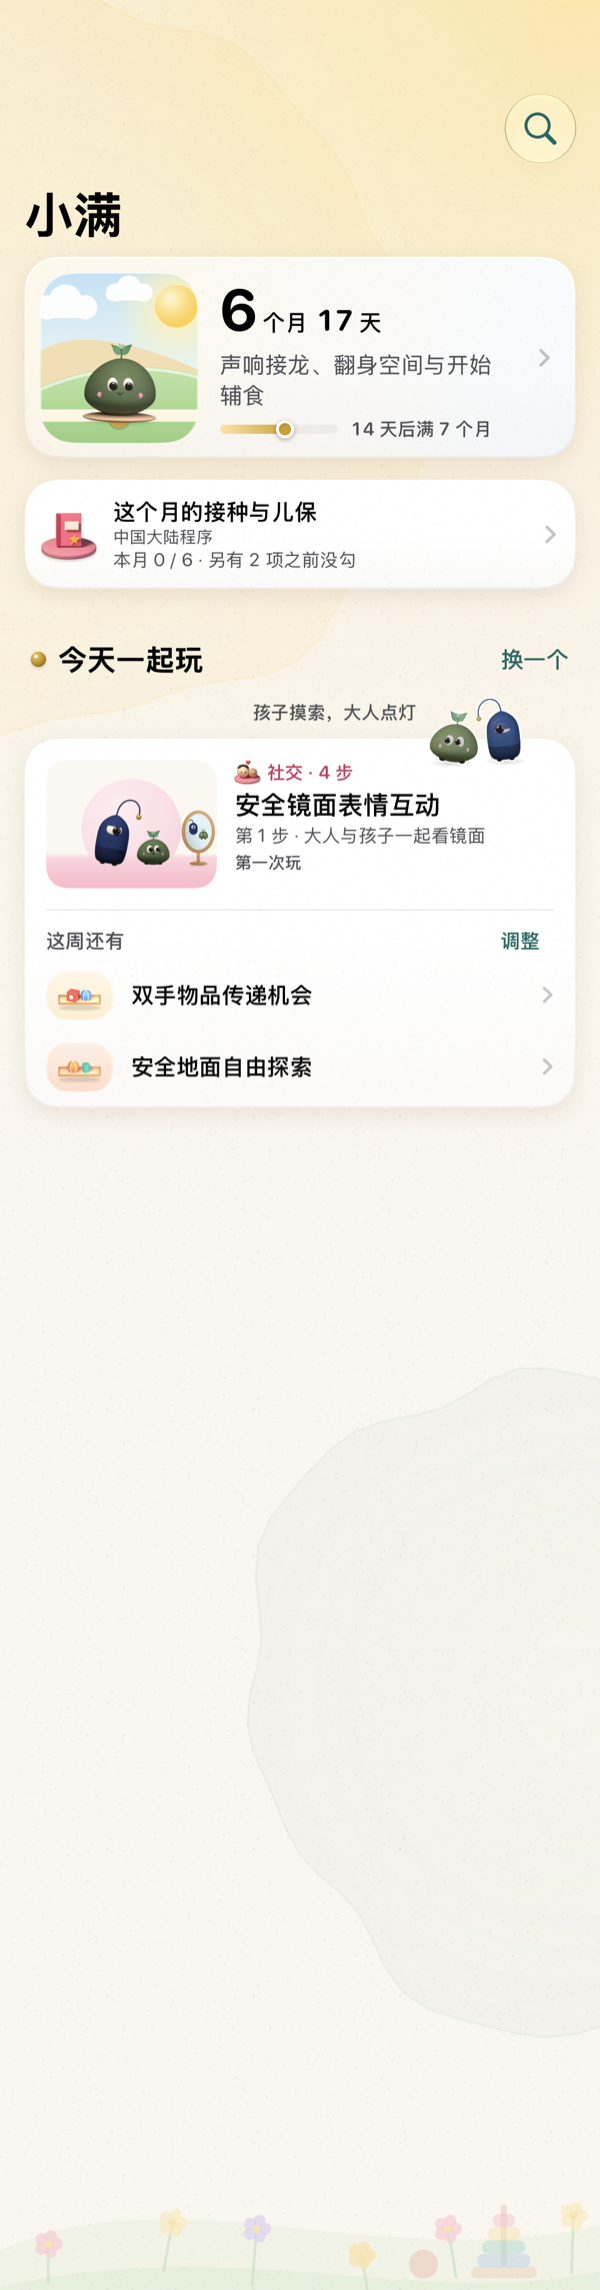 小满
6 个月 17 天
声响接龙、翻身空间与开始
辅食
14 天后满 7 个月
这个月的接种与儿保
中国大陆程序
本月 0 / 6 · 另有 2 项之前没勾
今天一起玩
换一个
孩子摸索，大人点灯
社交 · 4 步
安全镜面表情互动
第 1 步 · 大人与孩子一起看镜面
第一次玩
这周还有
调整
双手物品传递机会
安全地面自由探索